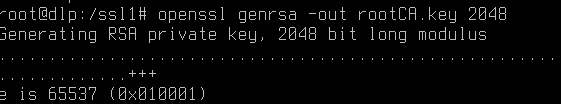 root@dlp:/ssl1# openssl genrsa -out rootCA.key 2048
Generating RSA private key, 2048 bit long modulus
........................................................
.............+++
e is 65537 (0x010001)